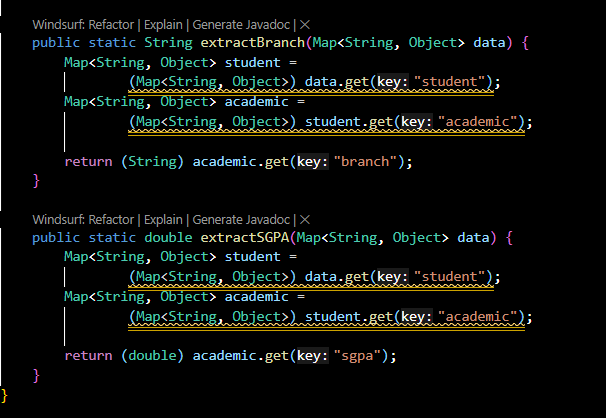 Windsurf: Refactor | Explain | Generate Javadoc | ✕
public static String extractBranch(Map<String, Object> data) {
Map<String, Object> student =
(Map<String, Object>) data.get(key: "student");
Map<String, Object> academic =
(Map<String, Object>) student.get(key: "academic");
return (String) academic.get(key: "branch");
}
Windsurf: Refactor | Explain | Generate Javadoc | ✕
public static double extractSGPA(Map<String, Object> data) {
Map<String, Object> student =
(Map<String, Object>) data.get(key: "student");
Map<String, Object> academic =
(Map<String, Object>) student.get(key: "academic");
return (double) academic.get(key: "sgpa");
}
}